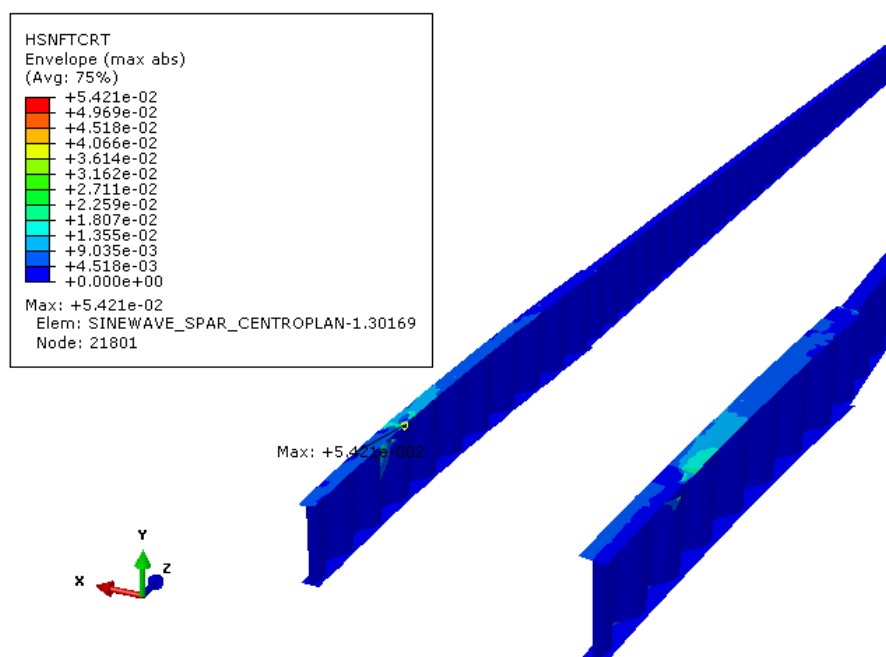 HSNFTCRT
Envelope (max abs)
(Avg: 75%)
+5.421e-02
+4.969e-02
+4.518e-02
+4.066e-02
+3.614e-02
+3.162e-02
+2.711e-02
+2.259e-02
+1.807e-02
+1.355e-02
+9.035e-03
+4.518e-03
+0.000e+00
Max: +5.421e-02
Elem: SINEWAVE_SPAR_CENTROPLAN-1.30169
Node: 21801
Max: +5.421e-002
Y
Z
X